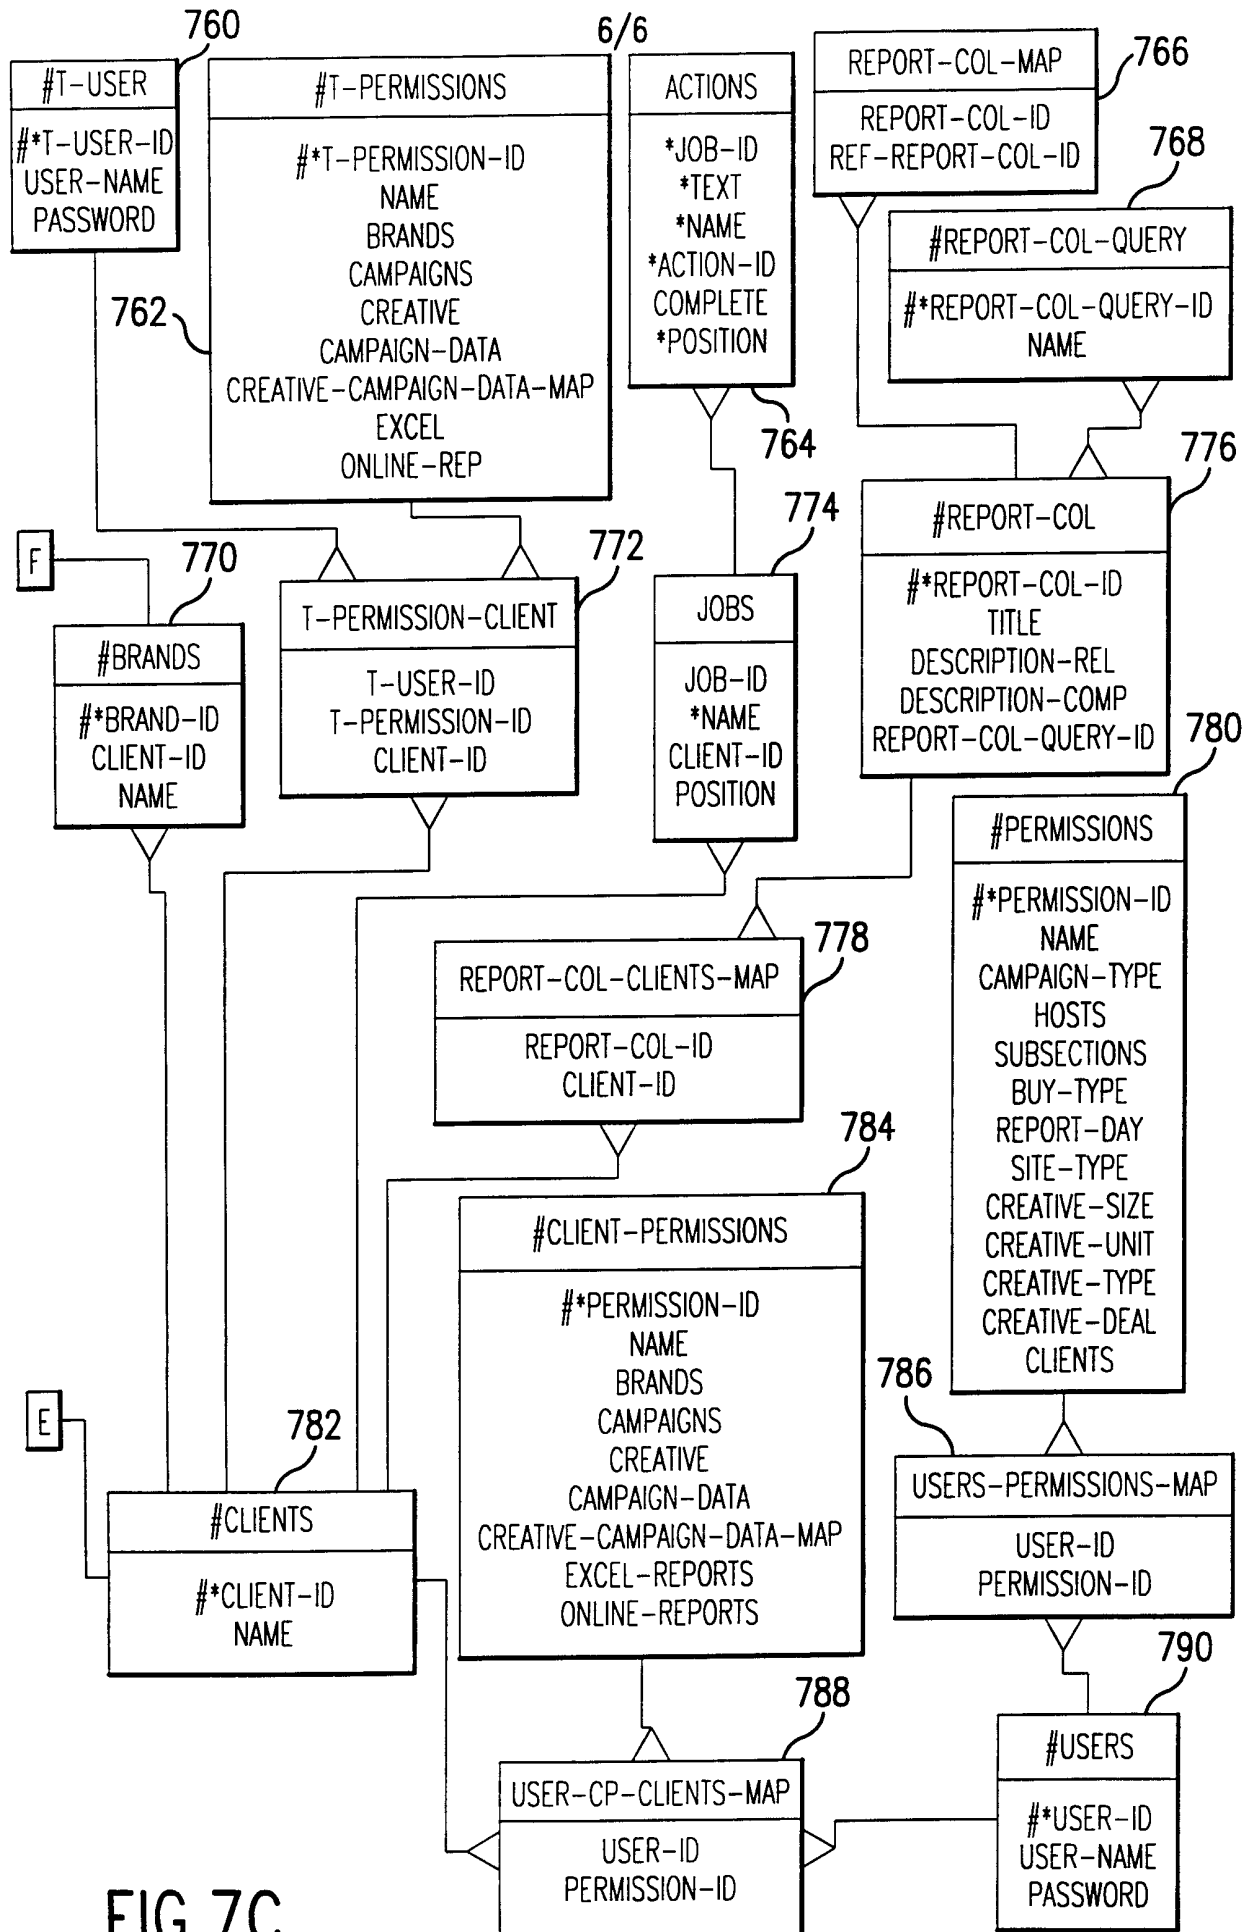 6/6
760
#T-USER
#*T-USER-ID
USER-NAME
PASSWORD
762
#T-PERMISSIONS
#*T-PERMISSION-ID
NAME
BRANDS
CAMPAIGNS
CREATIVE
CAMPAIGN-DATA
CREATIVE-CAMPAIGN-DATA-MAP
EXCEL
ONLINE-REP
ACTIONS
*JOB-ID
*TEXT
*NAME
*ACTION-ID
COMPLETE
*POSITION
764
REPORT-COL-MAP
REPORT-COL-ID
REF-REPORT-COL-ID
766
768
#REPORT-COL-QUERY
#*REPORT-COL-QUERY-ID
NAME
F
770
#BRANDS
#*BRAND-ID
CLIENT-ID
NAME
772
T-PERMISSION-CLIENT
T-USER-ID
T-PERMISSION-ID
CLIENT-ID
774
JOBS
JOB-ID
*NAME
CLIENT-ID
POSITION
776
#REPORT-COL
#*REPORT-COL-ID
TITLE
DESCRIPTION-REL
DESCRIPTION-COMP
REPORT-COL-QUERY-ID
778
REPORT-COL-CLIENTS-MAP
REPORT-COL-ID
CLIENT-ID
780
#PERMISSIONS
#*PERMISSION-ID
NAME
CAMPAIGN-TYPE
HOSTS
SUBSECTIONS
BUY-TYPE
REPORT-DAY
SITE-TYPE
CREATIVE-SIZE
CREATIVE-UNIT
CREATIVE-TYPE
CREATIVE-DEAL
CLIENTS
E
782
#CLIENTS
#*CLIENT-ID
NAME
784
#CLIENT-PERMISSIONS
#*PERMISSION-ID
NAME
BRANDS
CAMPAIGNS
CREATIVE
CAMPAIGN-DATA
CREATIVE-CAMPAIGN-DATA-MAP
EXCEL-REPORTS
ONLINE-REPORTS
786
USERS-PERMISSIONS-MAP
USER-ID
PERMISSION-ID
788
USER-CP-CLIENTS-MAP
USER-ID
PERMISSION-ID
790
#USERS
#*USER-ID
USER-NAME
PASSWORD
FIG 7C